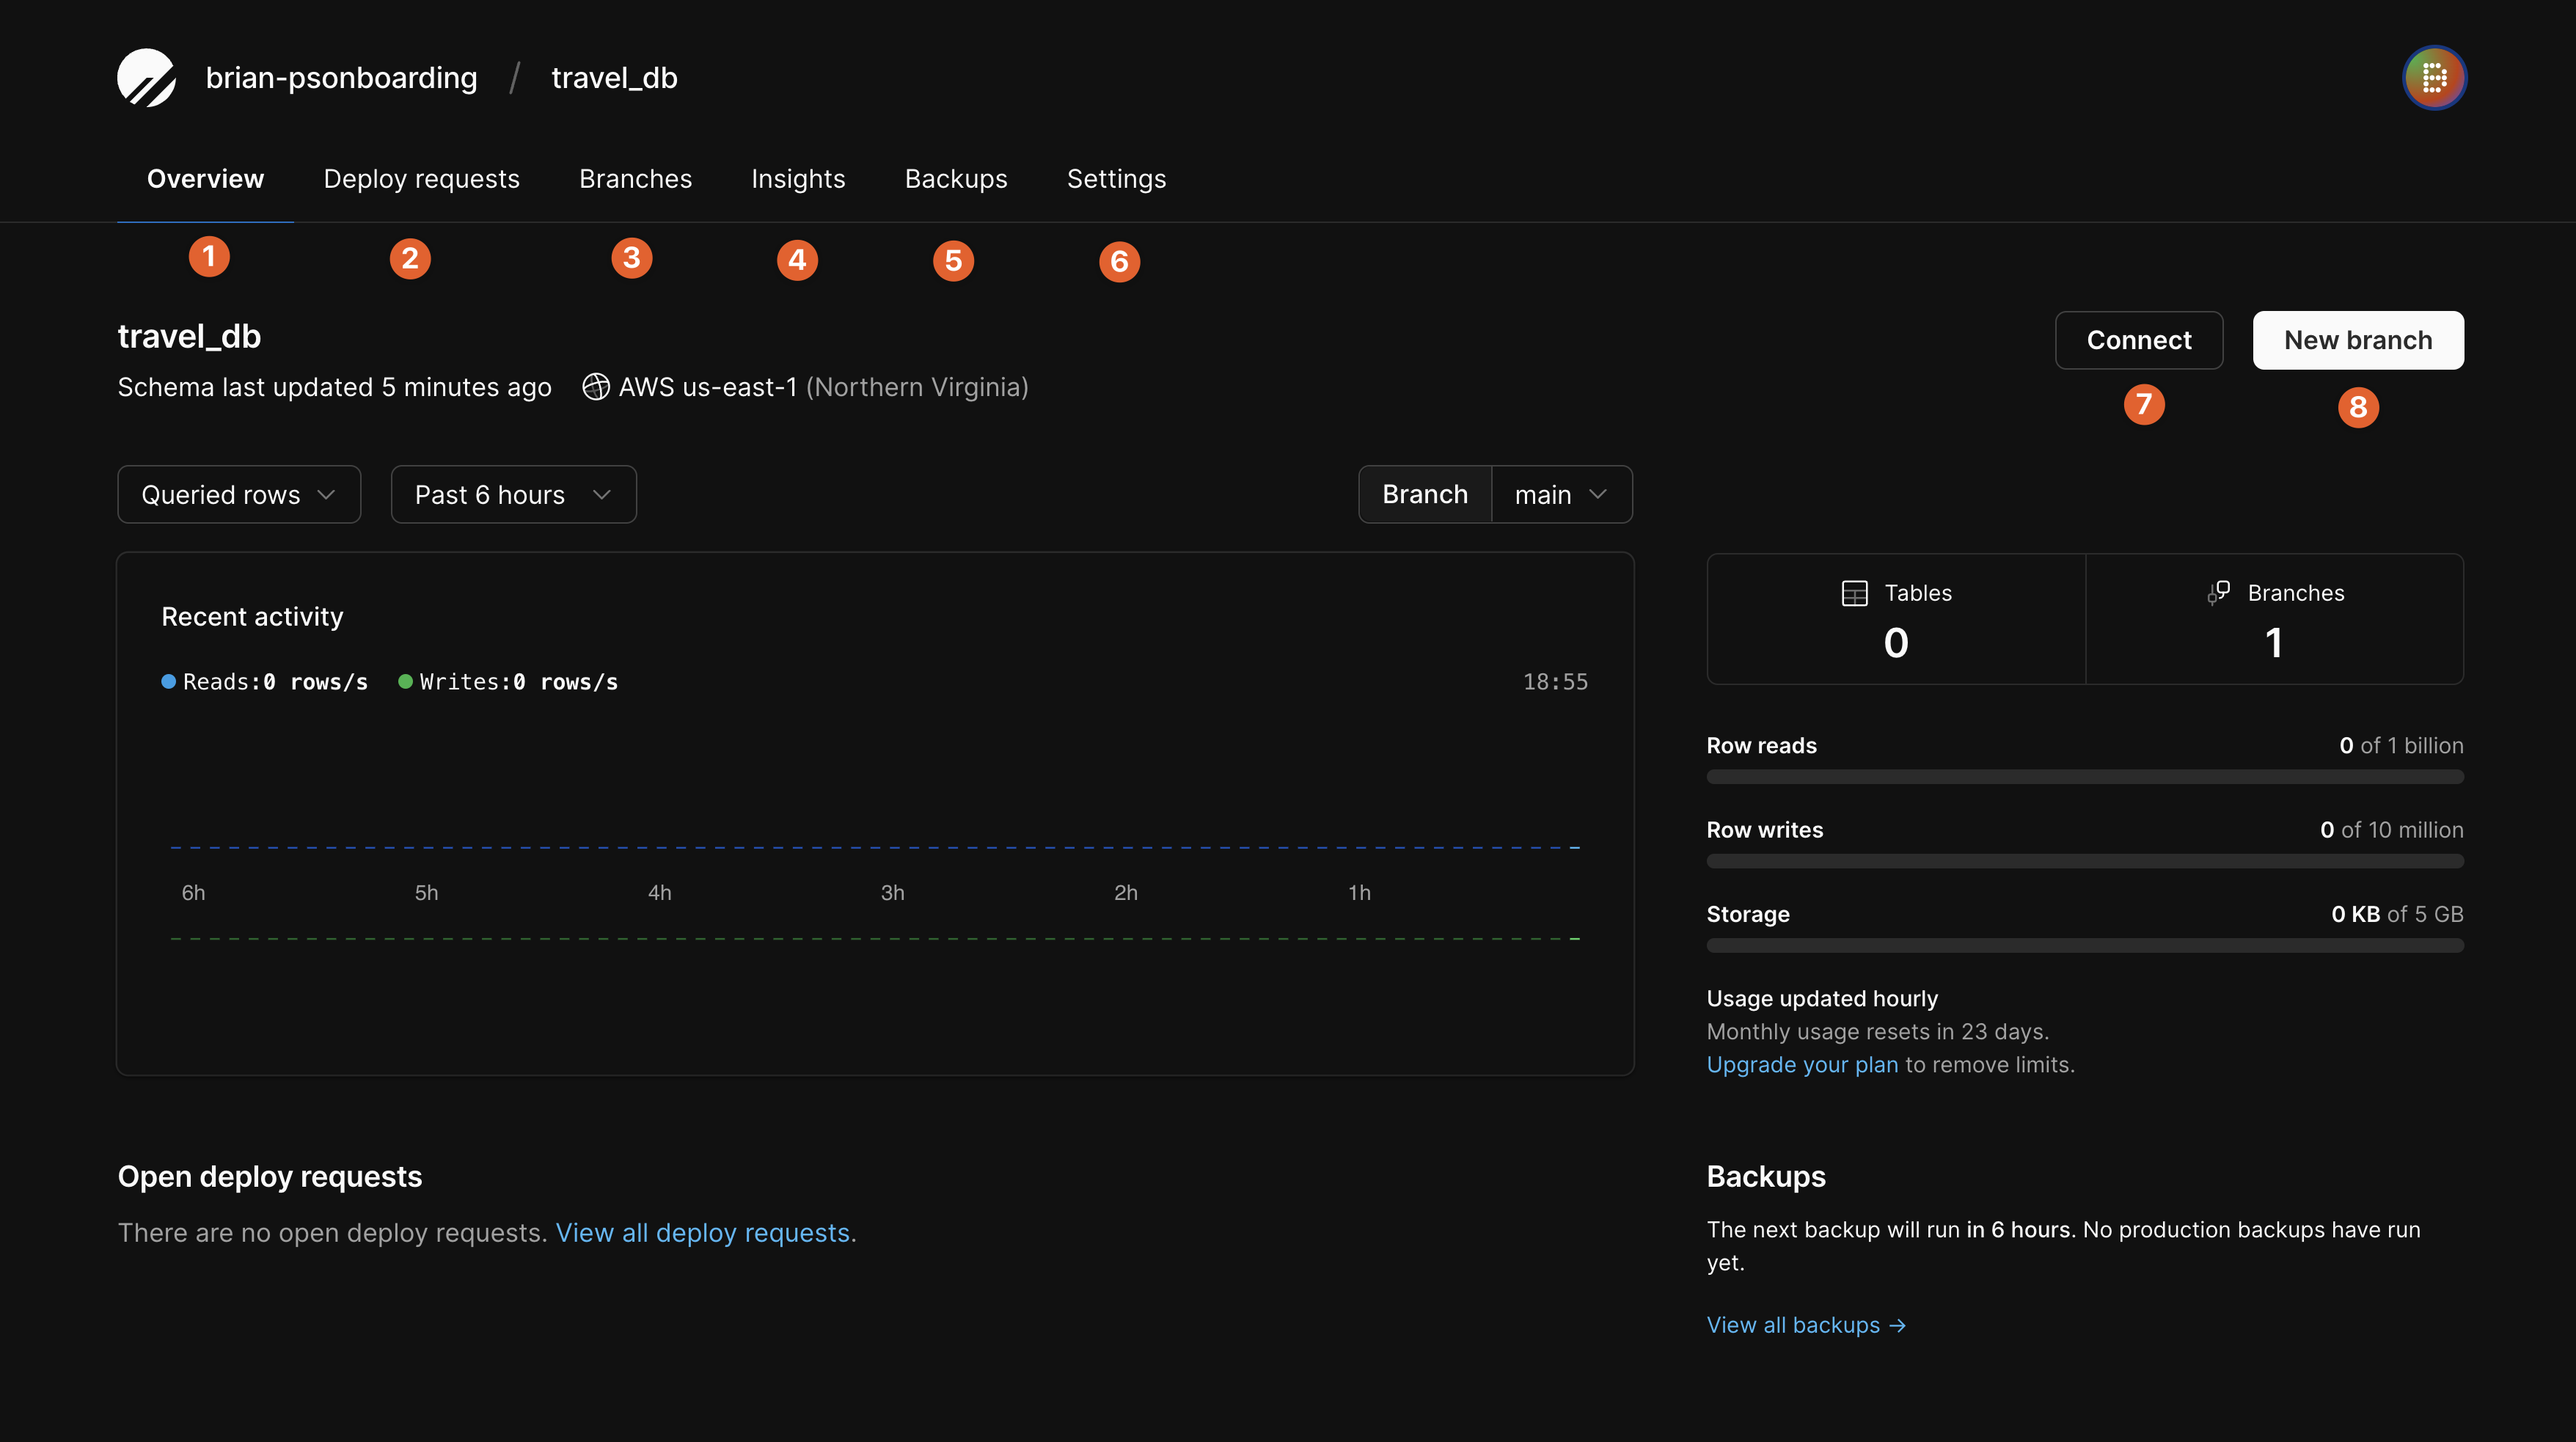 brian-psonboarding / travel_db
B
Overview Deploy requests Branches Insights Backups Settings
1 2 3 4 5 6
travel_db
Schema last updated 5 minutes ago AWS us-east-1 (Northern Virginia)
Connect New branch
7 8
Queried rows Past 6 hours Branch main
Recent activity
Reads:0 rows/s Writes:0 rows/s 18:55
6h 5h 4h 3h 2h 1h
Tables Branches
0 1
Row reads 0 of 1 billion
Row writes 0 of 10 million
Storage 0 KB of 5 GB
Usage updated hourly
Monthly usage resets in 23 days.
Upgrade your plan to remove limits.
Open deploy requests
There are no open deploy requests. View all deploy requests.
Backups
The next backup will run in 6 hours. No production backups have run
yet.
View all backups →